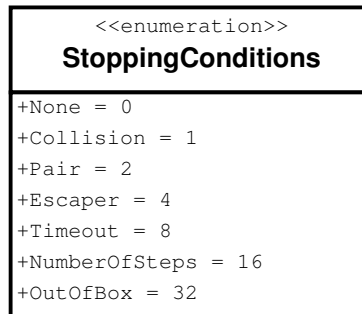 <<enumeration>>
StoppingConditions
+None = 0
+Collision = 1
+Pair = 2
+Escaper = 4
+Timeout = 8
+NumberOfSteps = 16
+OutOfBox = 32